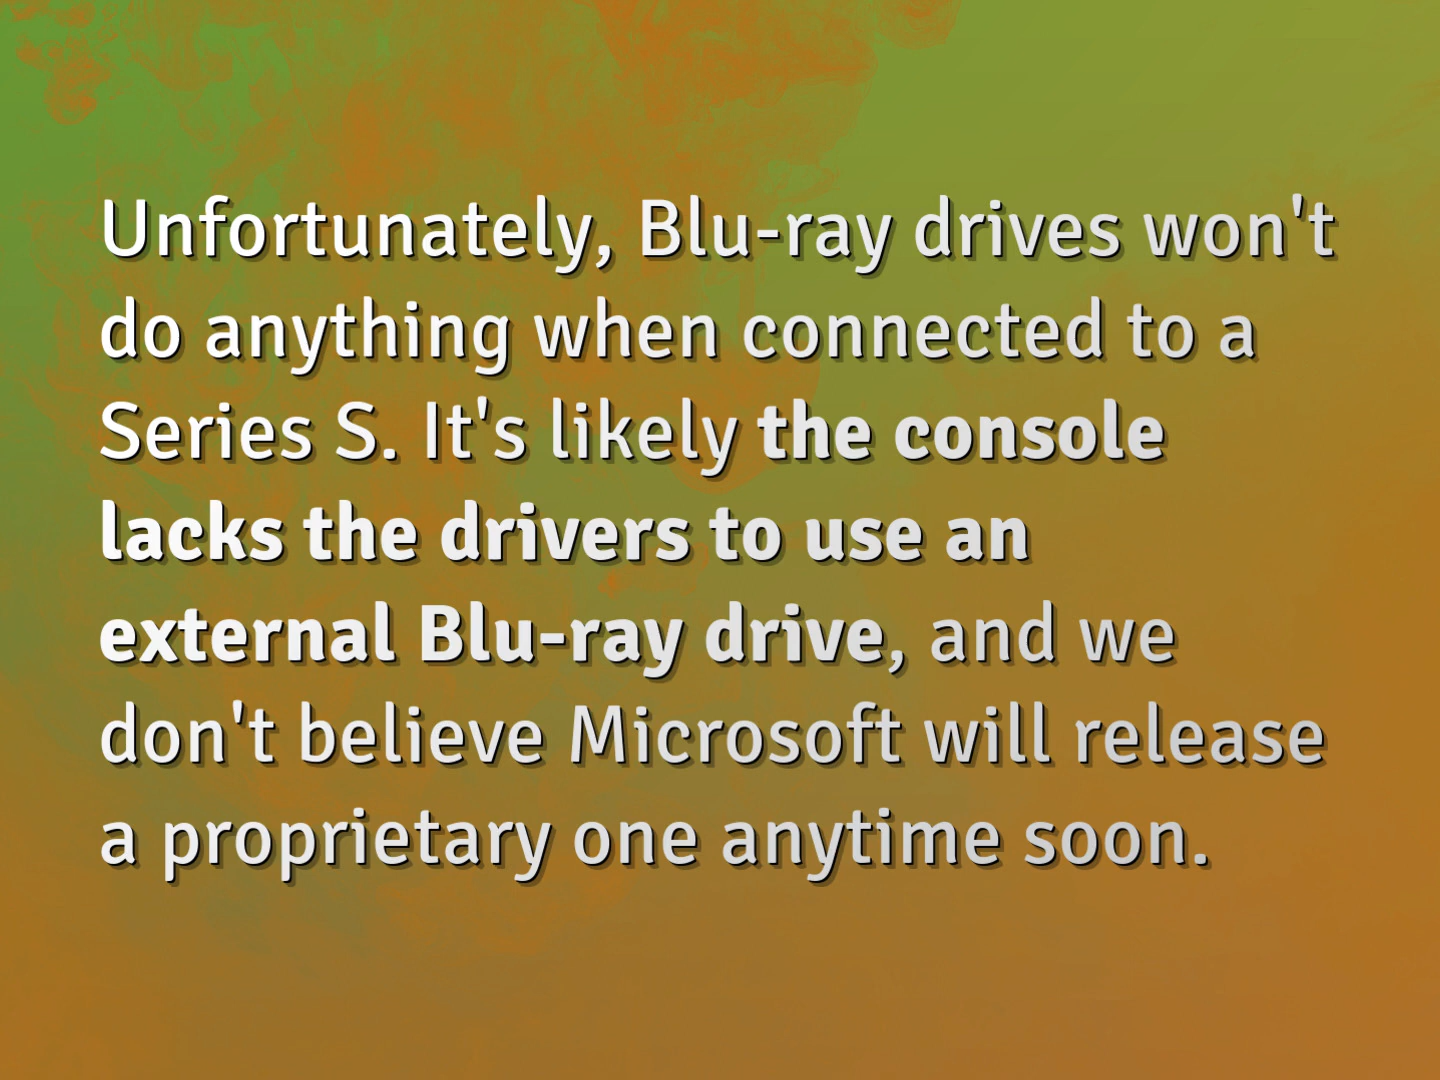 Unfortunately, Blu-ray drives won't
do anything when connected to a
Series S. It's likely the console
lacks the drivers to use an
external Blu-ray drive, and we
don't believe Microsoft will release
a proprietary one anytime soon.